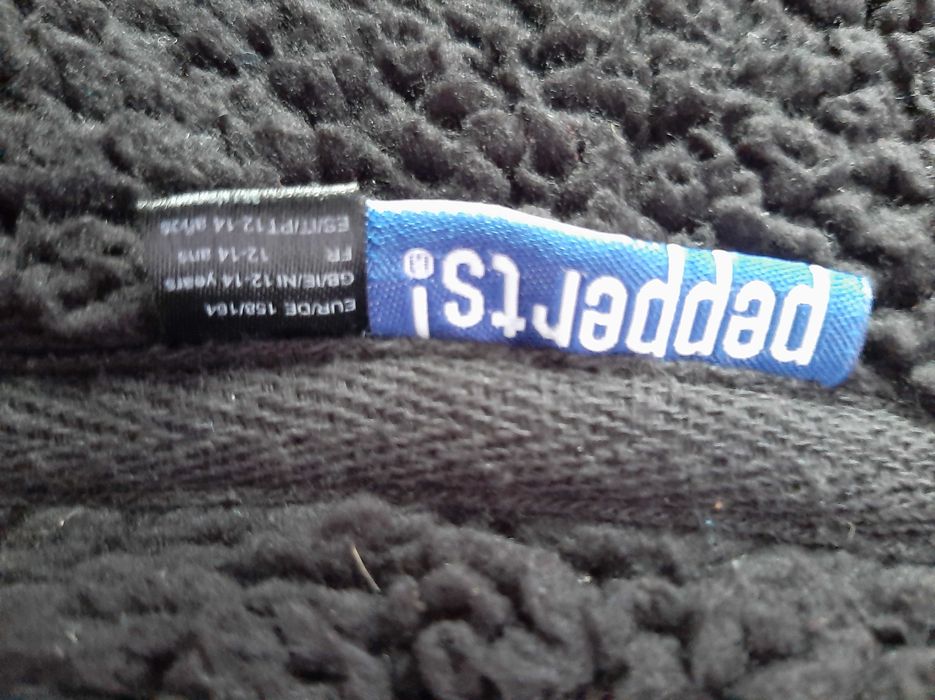 pepperts!®
EUR/DE 158/164
GB/IE/NI 12-14 years
FR 12-14 ans
ES/IT/PT 12-14 años